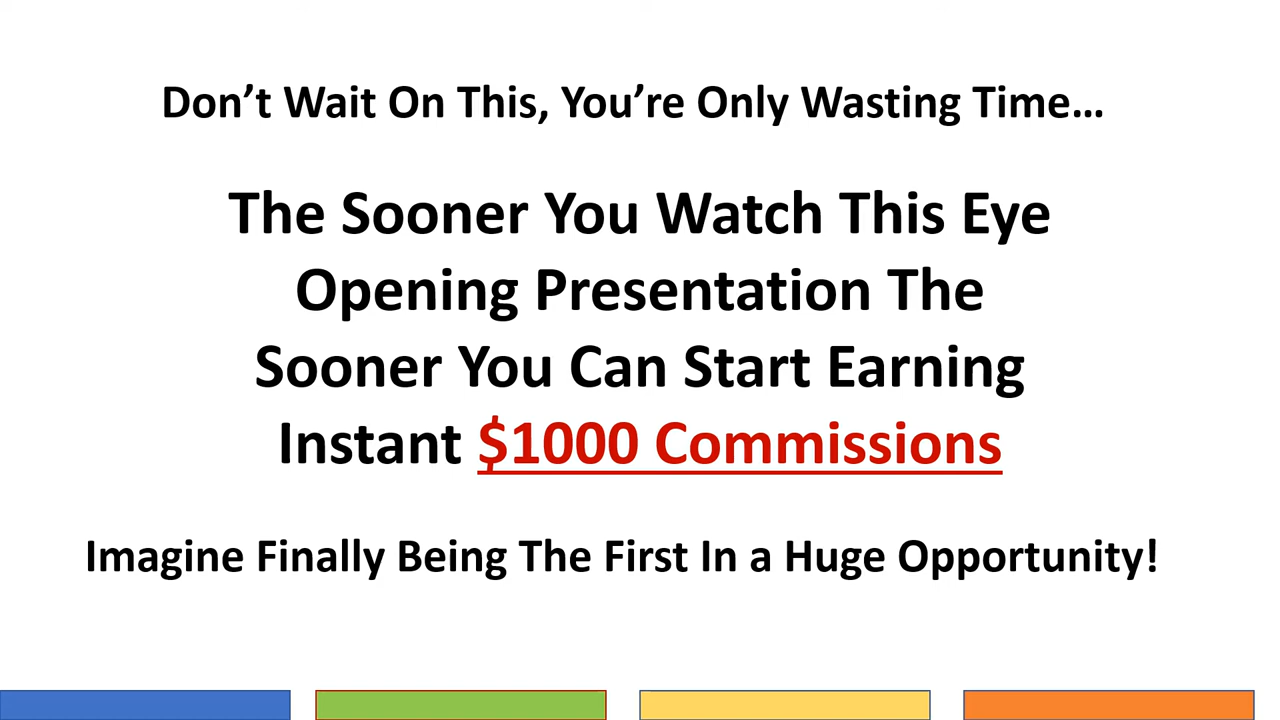 Don’t Wait On This, You’re Only Wasting Time…
The Sooner You Watch This Eye
Opening Presentation The
Sooner You Can Start Earning
Instant $1000 Commissions
Imagine Finally Being The First In a Huge Opportunity!